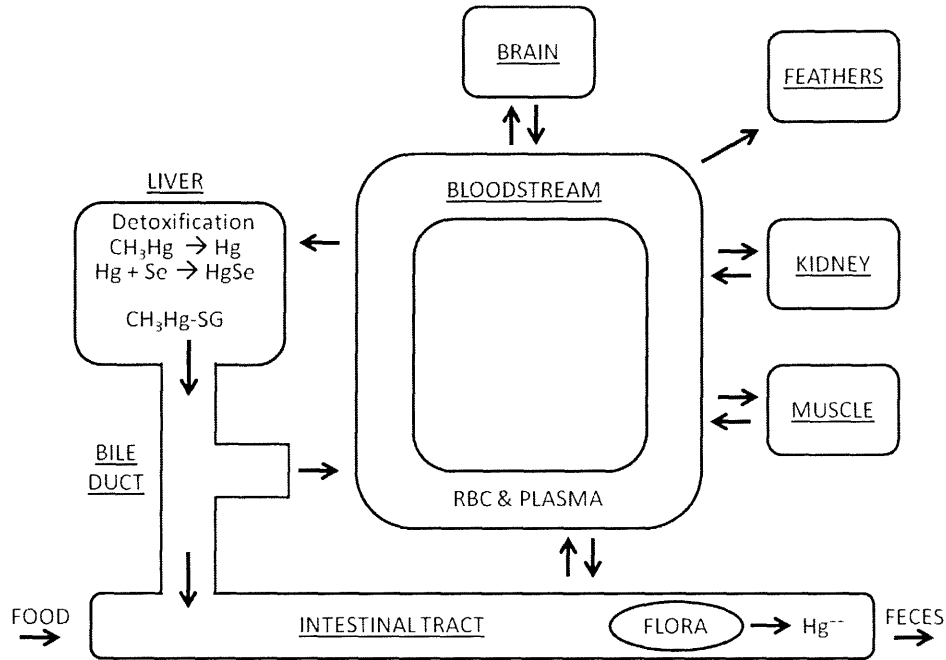 BRAIN
FEATHERS
LIVER
BLOODSTREAM
Detoxification
CH₃Hg → Hg
Hg + Se → HgSe
KIDNEY
CH₃Hg-SG
MUSCLE
BILE
DUCT
RBC & PLASMA
FOOD
INTESTINAL TRACT
FLORA → Hg⁻⁻
FECES